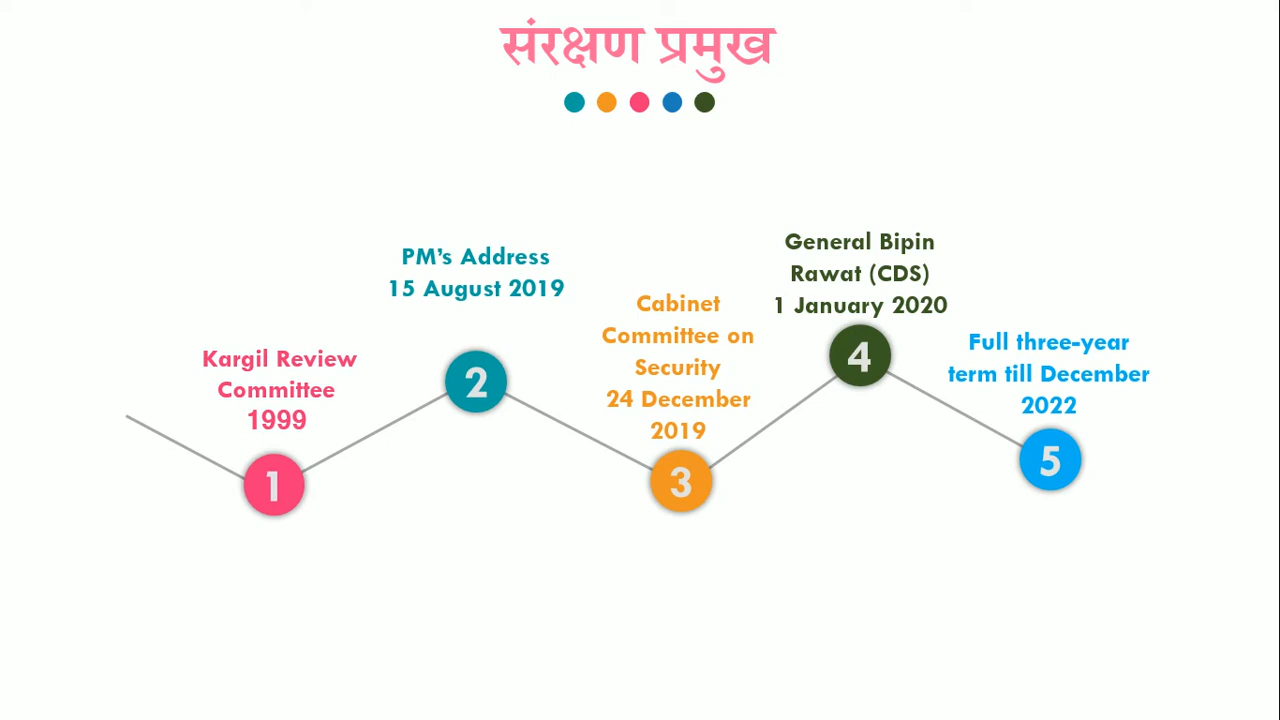 संरक्षण प्रमुख
Kargil Review
Committee
1999
1
PM's Address
15 August 2019
2
Cabinet
Committee on
Security
24 December
2019
3
General Bipin
Rawat (CDS)
1 January 2020
4
Full three-year
term till December
2022
5